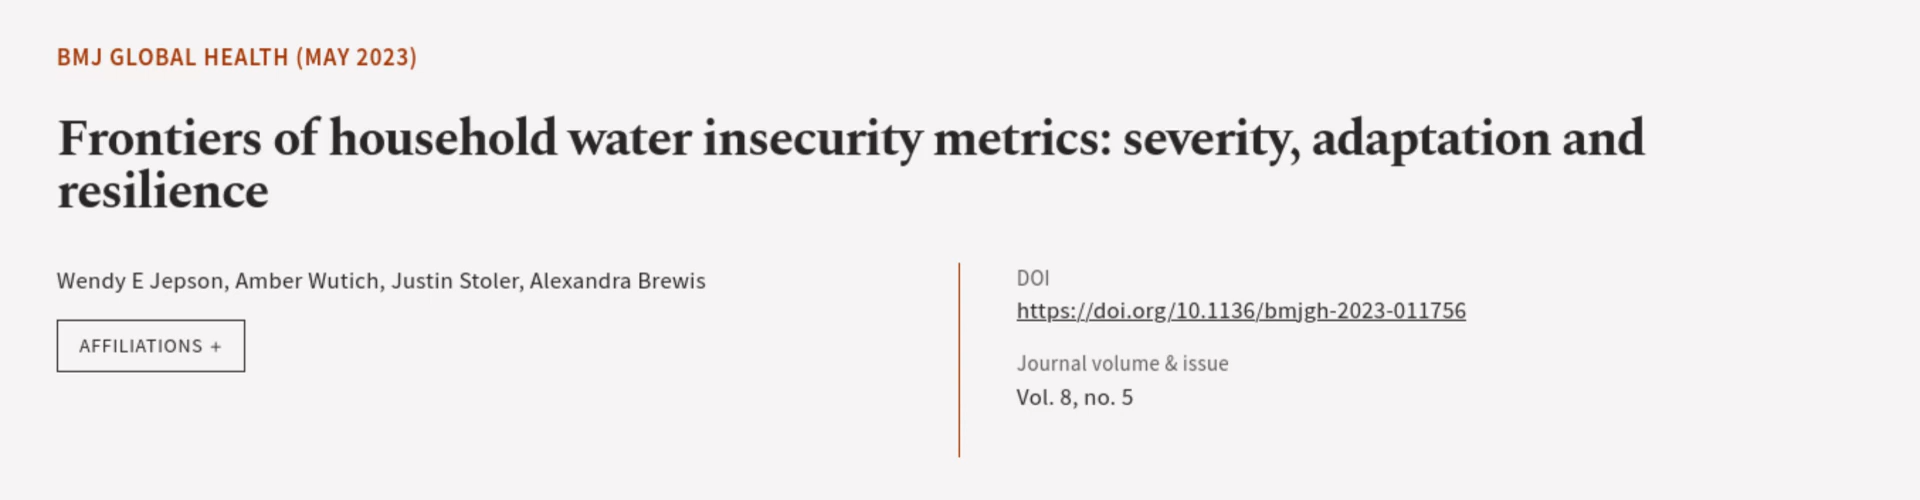 BMJ GLOBAL HEALTH (MAY 2023)
Frontiers of household water insecurity metrics: severity, adaptation and
resilience
Wendy E Jepson, Amber Wutich, Justin Stoler, Alexandra Brewis
AFFILIATIONS +
DOI
https://doi.org/10.1136/bmjgh-2023-011756
Journal volume & issue
Vol. 8, no. 5